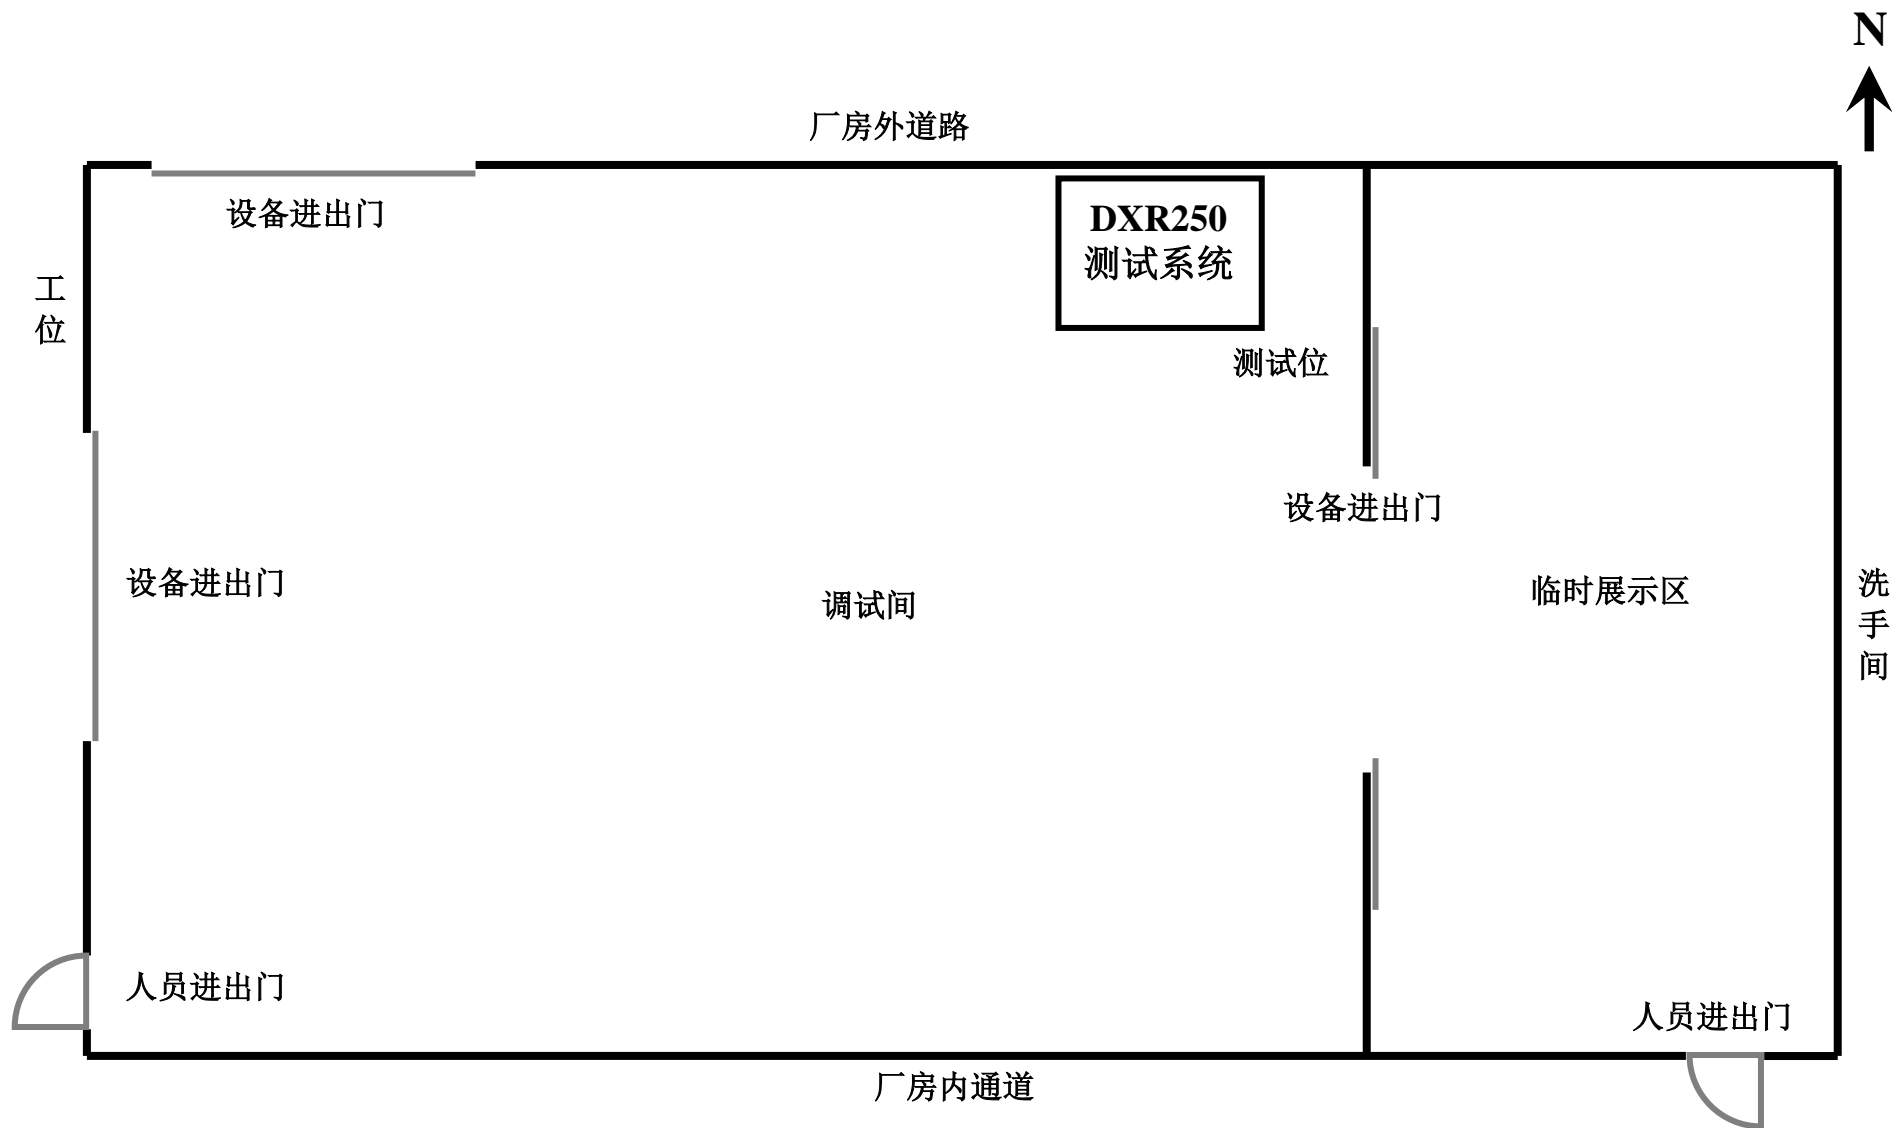 N
厂房外道路
设备进出门
DXR250
测试系统
工
位
测试位
设备进出门
设备进出门
调试间
临时展示区
洗
手
间
人员进出门
人员进出门
厂房内通道